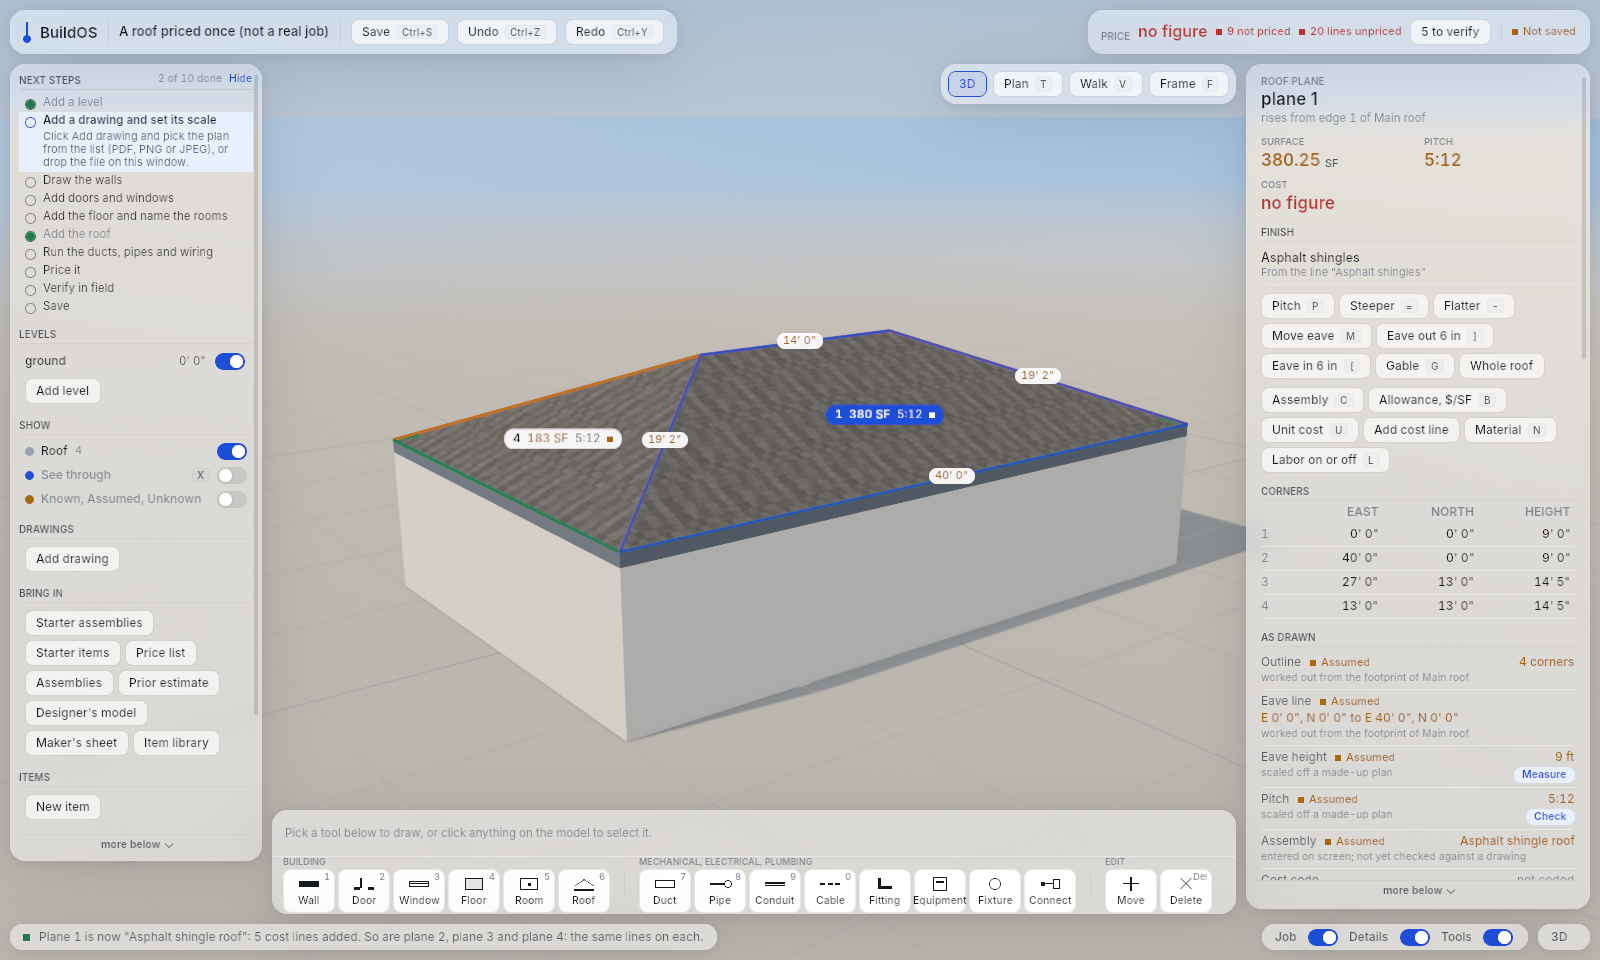 BuildOS
A roof priced once (not a real job)
Save Ctrl+S
Undo Ctrl+Z
Redo Ctrl+Y
PRICE no figure
9 not priced
20 lines unpriced
5 to verify
Not saved
NEXT STEPS 2 of 10 done Hide
Add a level
Add a drawing and set its scale
Click Add drawing and pick the plan
from the list (PDF, PNG or JPEG), or
drop the file on this window.
Draw the walls
Add doors and windows
Add the floor and name the rooms
Add the roof
Run the ducts, pipes and wiring
Price it
Verify in field
Save
LEVELS
ground 0' 0"
Add level
SHOW
Roof 4
See through X
Known, Assumed, Unknown
DRAWINGS
Add drawing
BRING IN
Starter assemblies
Starter items Price list
Assemblies Prior estimate
Designer's model
Maker's sheet Item library
ITEMS
New item
more below
3D Plan T Walk V Frame F
14' 0"
19' 2"
1 380 SF 5:12
4 183 SF 5:12
19' 2"
40' 0"
Pick a tool below to draw, or click anything on the model to select it.
BUILDING
Wall 1
Door 2
Window 3
Floor 4
Room 5
Roof 6
MECHANICAL, ELECTRICAL, PLUMBING
Duct 7
Pipe 8
Conduit 9
Cable 0
Fitting
Equipment
Fixture
Connect
EDIT
Move
Delete Del
ROOF PLANE
plane 1
rises from edge 1 of Main roof
SURFACE PITCH
380.25 SF 5:12
COST
no figure
FINISH
Asphalt shingles
From the line "Asphalt shingles"
Pitch P Steeper = Flatter -
Move eave M Eave out 6 in ]
Eave in 6 in [ Gable G Whole roof
Assembly C Allowance, $/SF B
Unit cost U Add cost line Material N
Labor on or off L
CORNERS
EAST NORTH HEIGHT
1 0' 0" 0' 0" 9' 0"
2 40' 0" 0' 0" 9' 0"
3 27' 0" 13' 0" 14' 5"
4 13' 0" 13' 0" 14' 5"
AS DRAWN
Outline Assumed 4 corners
worked out from the footprint of Main roof
Eave line Assumed
E 0' 0", N 0' 0" to E 40' 0", N 0' 0"
worked out from the footprint of Main roof
Eave height Assumed 9 ft
scaled off a made-up plan Measure
Pitch Assumed 5:12
scaled off a made-up plan Check
Assembly Assumed Asphalt shingle roof
entered on screen; not yet checked against a drawing
Cost code not coded
more below
Plane 1 is now "Asphalt shingle roof": 5 cost lines added. So are plane 2, plane 3 and plane 4: the same lines on each.
Job Details Tools 3D